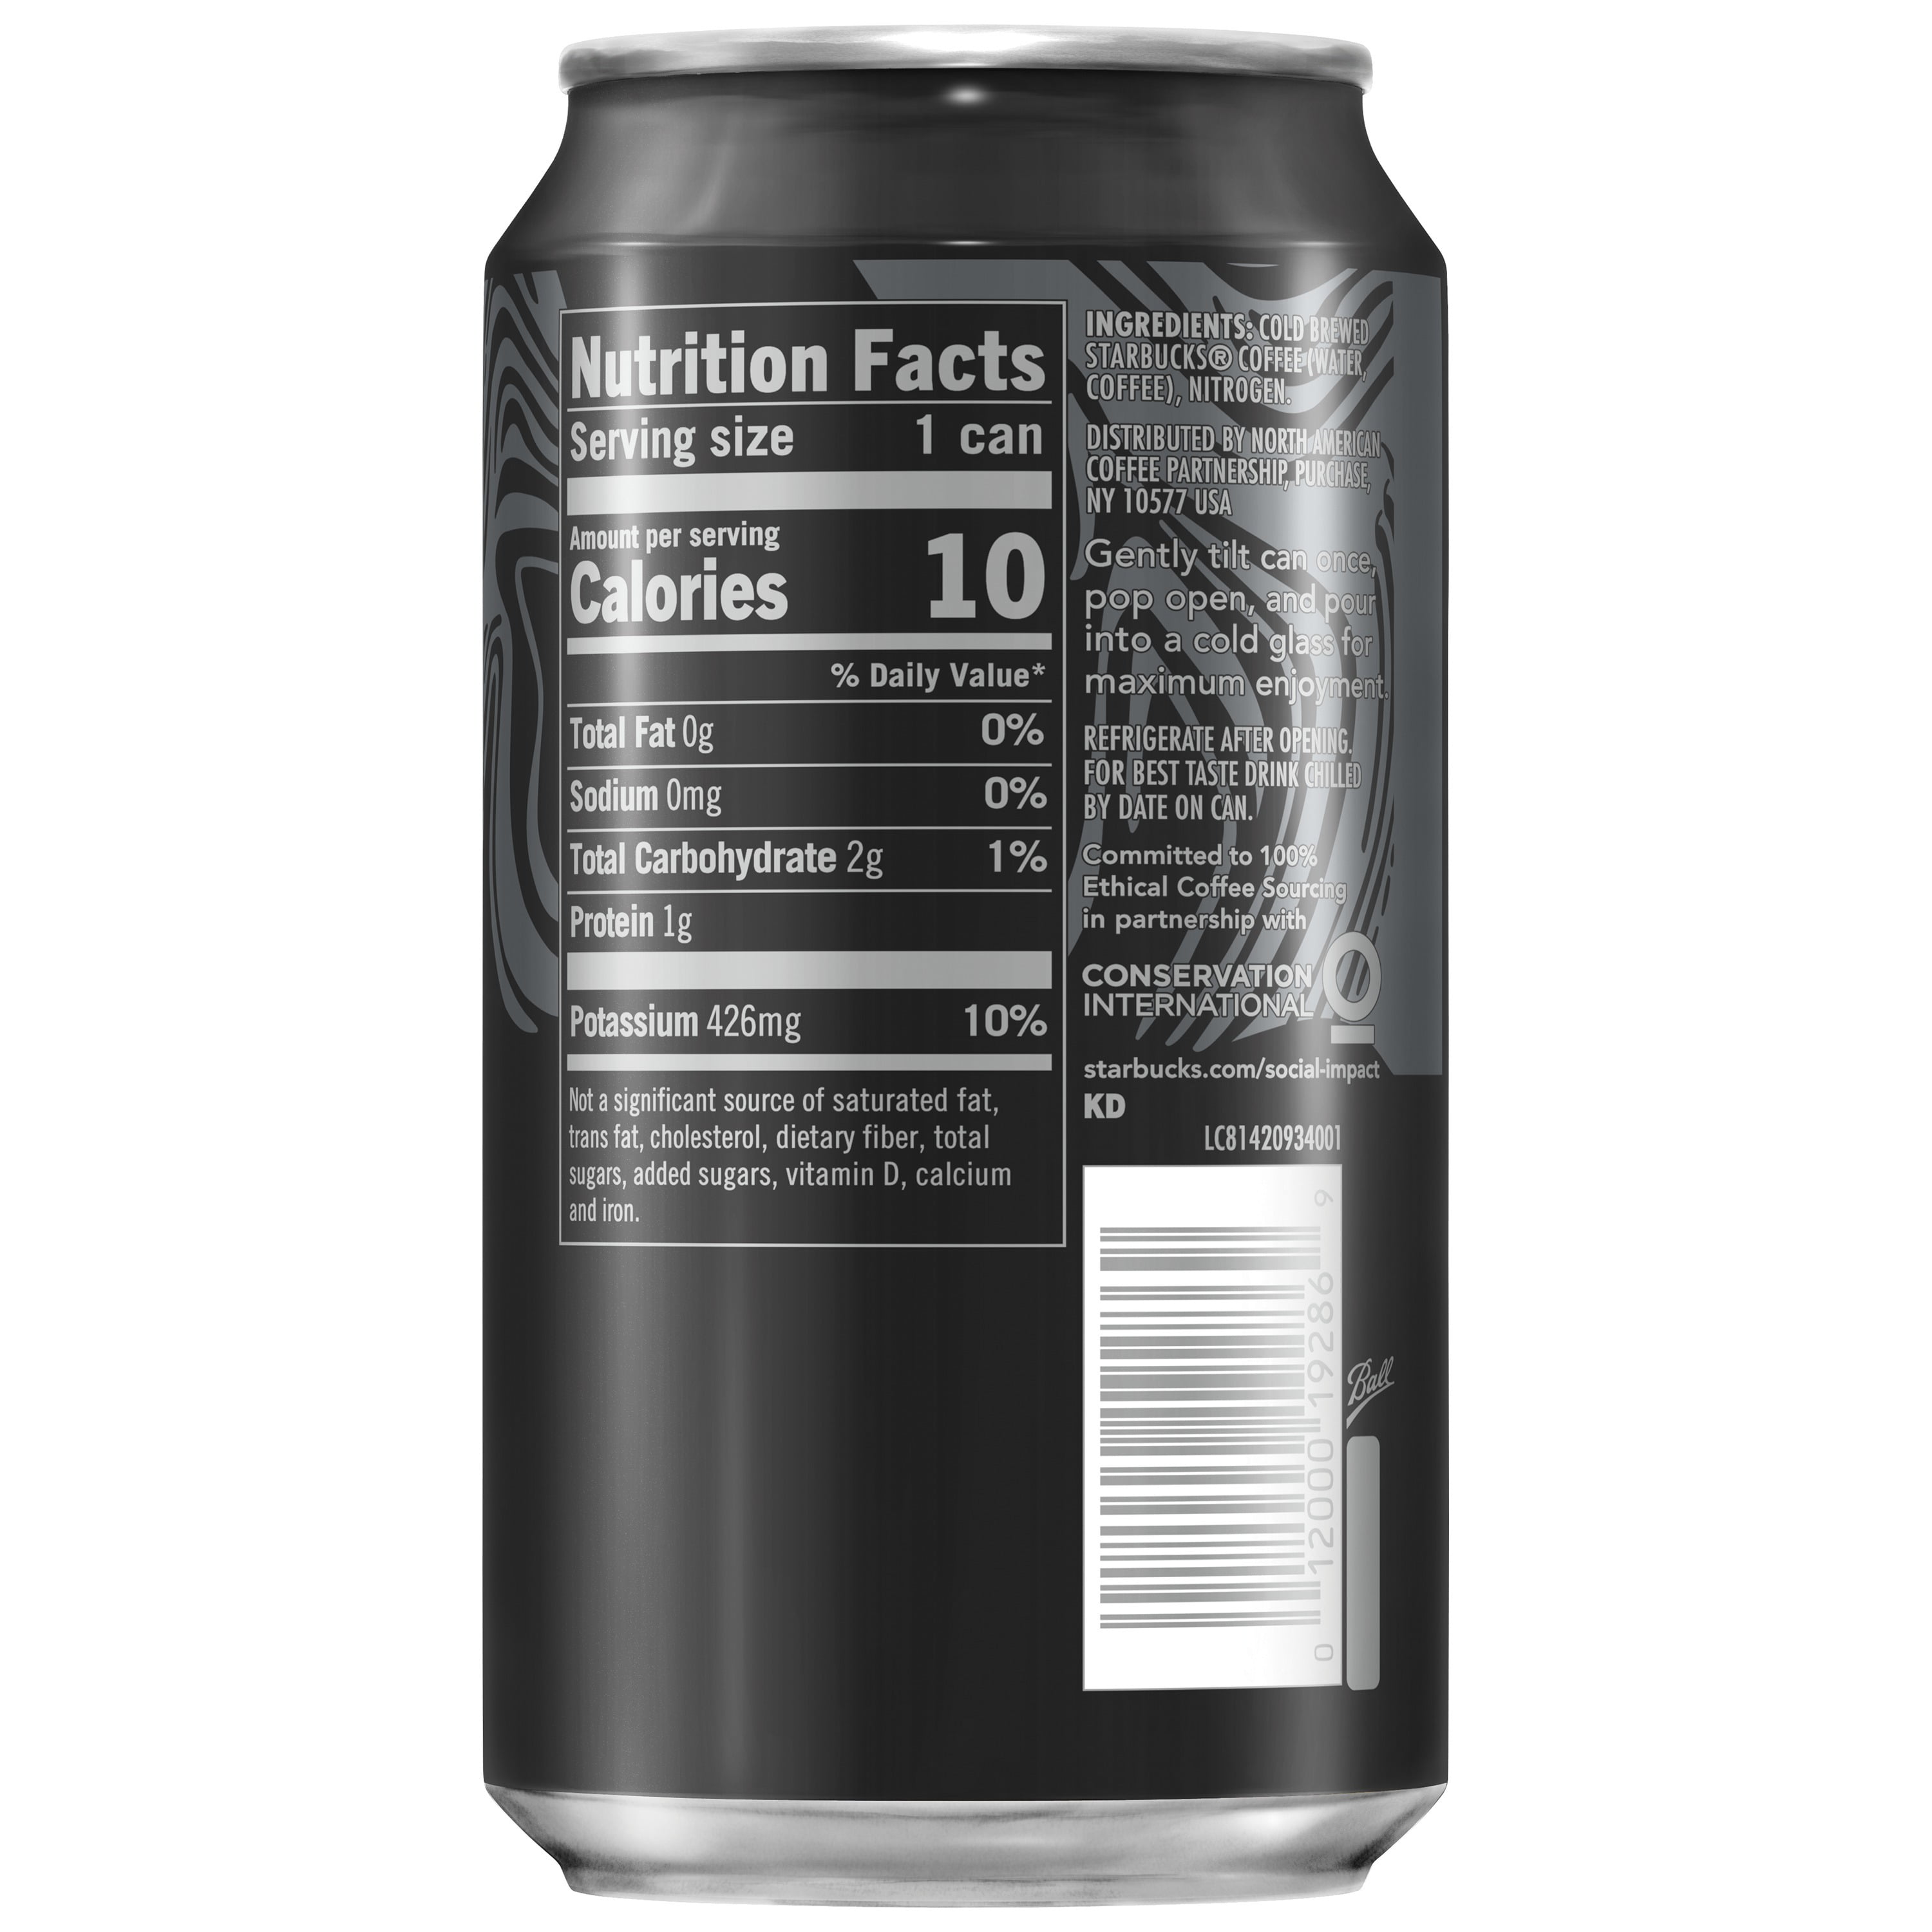 Nutrition Facts
Serving size 1 can
Amount per serving
Calories 10
% Daily Value*
Total Fat 0g 0%
Sodium 0mg 0%
Total Carbohydrate 2g 1%
Protein 1g
Potassium 426mg 10%
Not a significant source of saturated fat,
trans fat, cholesterol, dietary fiber, total
sugars, added sugars, vitamin D, calcium
and iron.
INGREDIENTS: COLD BREWED
STARBUCKS® COFFEE (WATER,
COFFEE), NITROGEN.
DISTRIBUTED BY NORTH AMERICAN
COFFEE PARTNERSHIP, PURCHASE,
NY 10577 USA
Gently tilt can once,
pop open, and pour
into a cold glass for
maximum enjoyment.
REFRIGERATE AFTER OPENING.
FOR BEST TASTE DRINK CHILLED
BY DATE ON CAN.
Committed to 100%
Ethical Coffee Sourcing
in partnership with
CONSERVATION
INTERNATIONAL
starbucks.com/social-impact
KD
LC81420934001
0 12000 19286 9
Ball